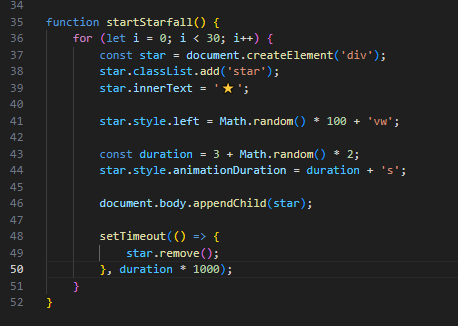 34
35 function startStarfall() {
36     for (let i = 0; i < 30; i++) {
37         const star = document.createElement('div');
38         star.classList.add('star');
39         star.innerText = '⭐';
40
41         star.style.left = Math.random() * 100 + 'vw';
42
43         const duration = 3 + Math.random() * 2;
44         star.style.animationDuration = duration + 's';
45
46         document.body.appendChild(star);
47
48         setTimeout(() => {
49             star.remove();
50         }, duration * 1000);
51     }
52 }